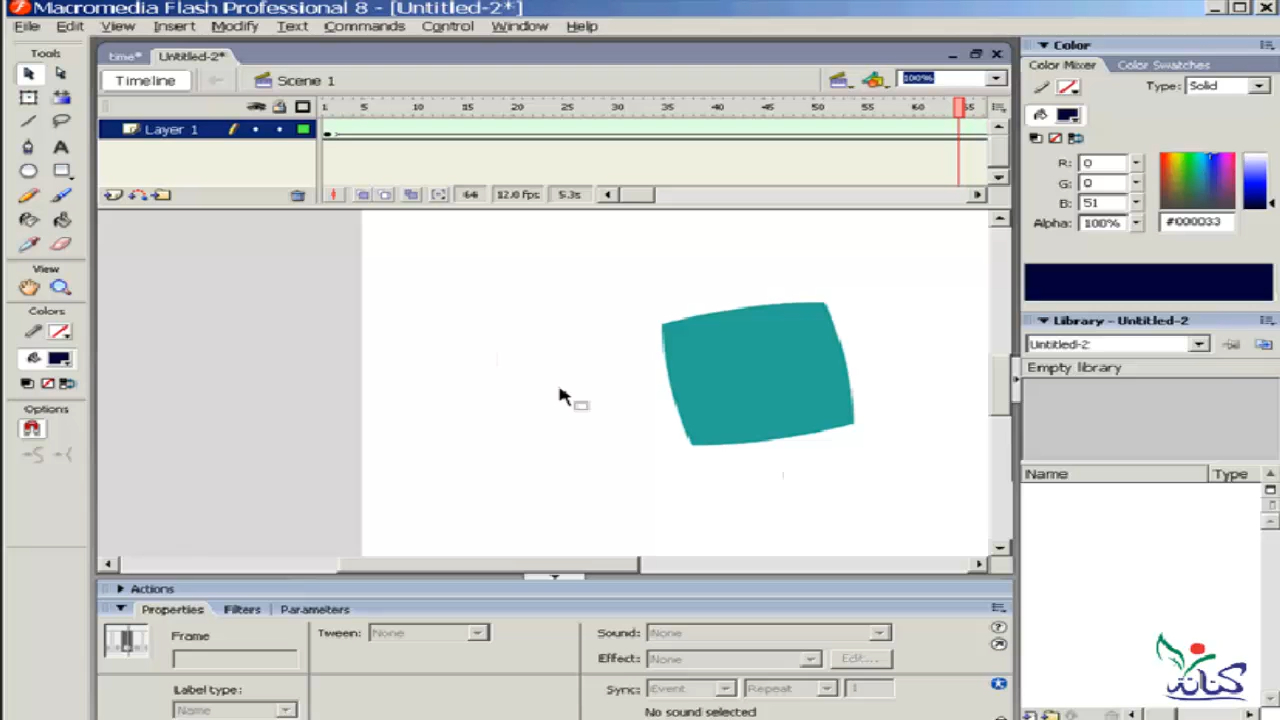 Macromedia Flash Professional 8 - [Untitled-2*]
File Edit View Insert Modify Text Commands Control Window Help
Tools
View
Colors
Options
time* Untitled-2*
Timeline Scene 1 100%
1 5 10 15 20 25 30 35 40 45 50 55 60 65
Layer 1
64 12.0 fps 5.3s
Actions
Properties Filters Parameters
Frame
Tween: None
Sound: None
Effect: None Edit...
Label type:
Name
Sync: Event Repeat 1
No sound selected
Color
Color Mixer Color Swatches
Type: Solid
R: 0
G: 0
B: 51
Alpha: 100% #000033
Library - Untitled-2
Untitled-2
Empty library
Name Type
كنانة